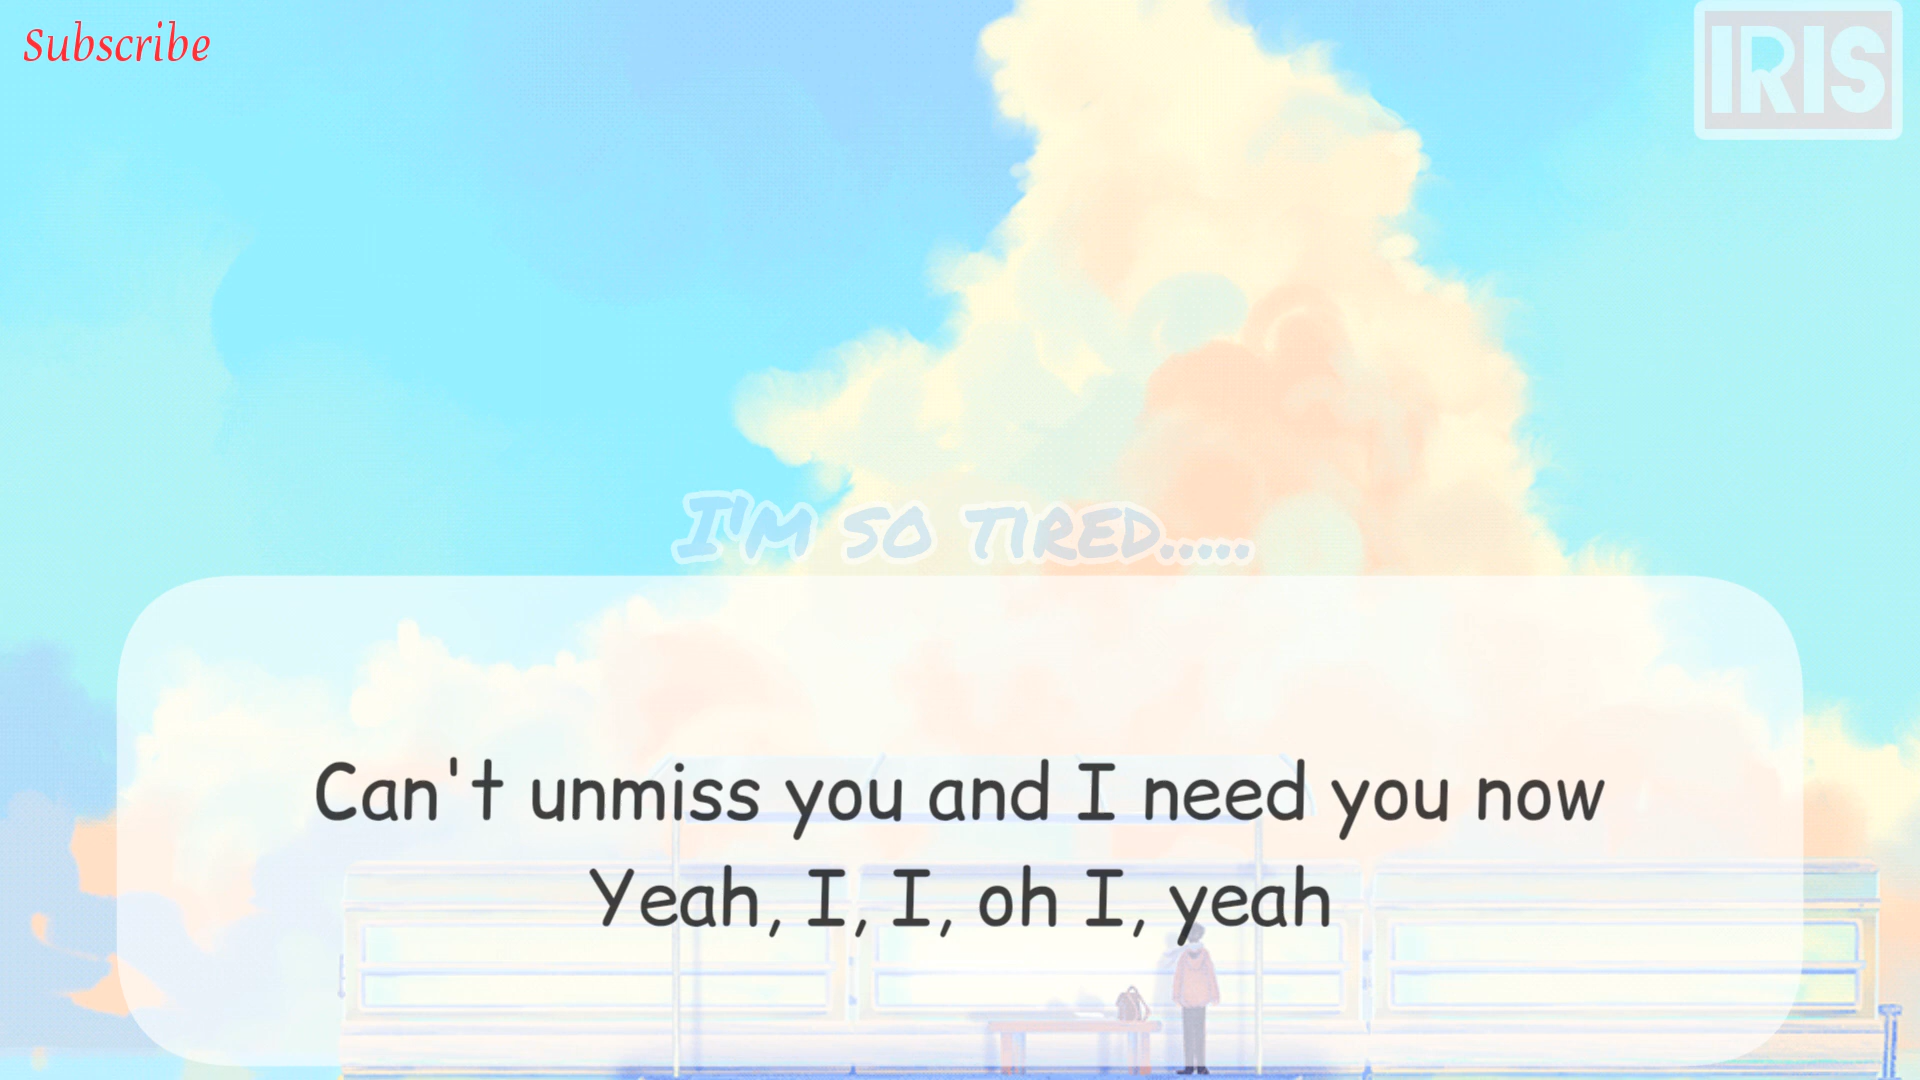 Subscribe
IRIS
I'M SO TIRED.....
Can't unmiss you and I need you now
Yeah, I, I, oh I, yeah